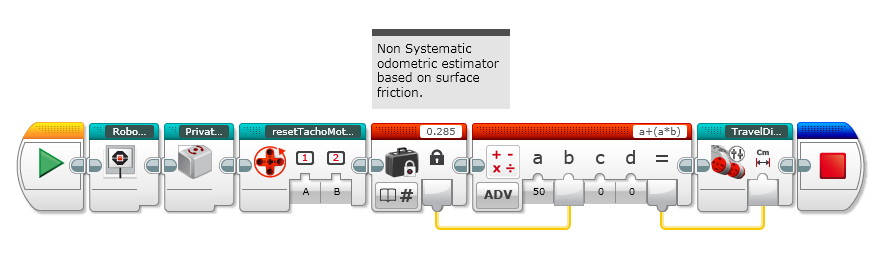 Non Systematic
odometric estimator
based on surface
friction.
Robo...
Privat...
resetTachoMot...
0.285
a+(a*b)
TravelDi...
1 2
+ -
× ÷
a b c d =
Cm
A B
#
ADV
50 0 0